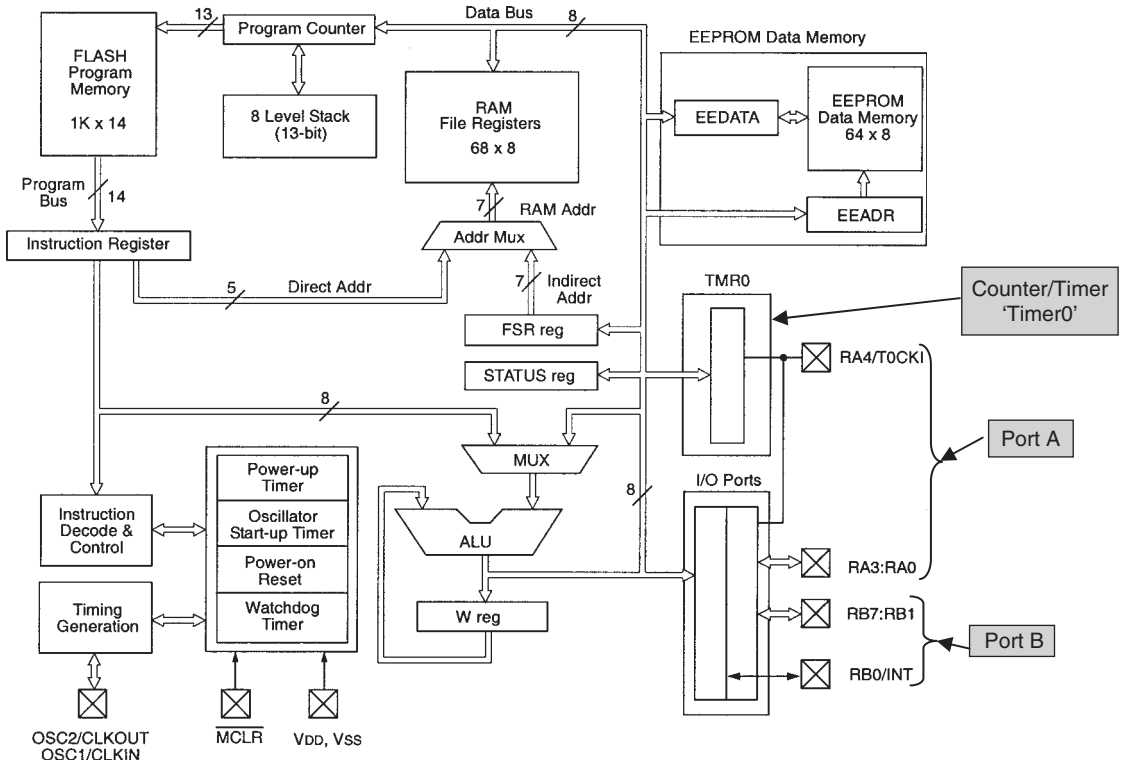 13
Program Counter
Data Bus
8
FLASH
Program
Memory
1K x 14
8 Level Stack
(13-bit)
RAM
File Registers
68 x 8
EEPROM Data Memory
EEDATA
EEPROM
Data Memory
64 x 8
EEADR
Program
Bus
14
7
RAM Addr
Instruction Register
Addr Mux
5
Direct Addr
7
Indirect
Addr
TMR0
Counter/Timer
'Timer0'
FSR reg
RA4/T0CKI
STATUS reg
8
Port A
MUX
Power-up
Timer
8
I/O Ports
Instruction
Decode &
Control
Oscillator
Start-up Timer
ALU
Power-on
Reset
RA3:RA0
Timing
Generation
Watchdog
Timer
W reg
RB7:RB1
Port B
RB0/INT
OSC2/CLKOUT
OSC1/CLKIN
MCLR
VDD, VSS